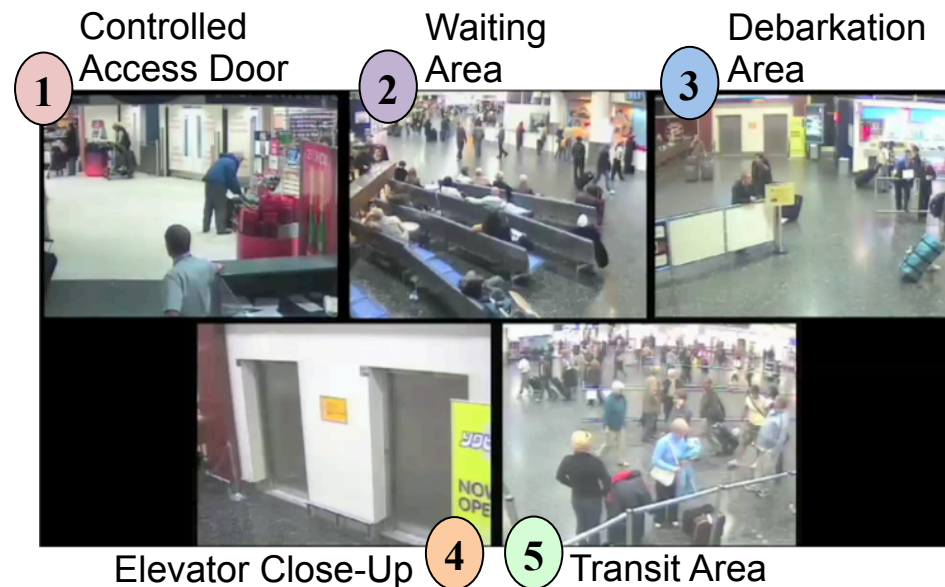 Controlled
Access Door
1
Waiting
Area
2
Debarkation
Area
3
NOW
OPE
Elevator Close-Up
4
5
Transit Area